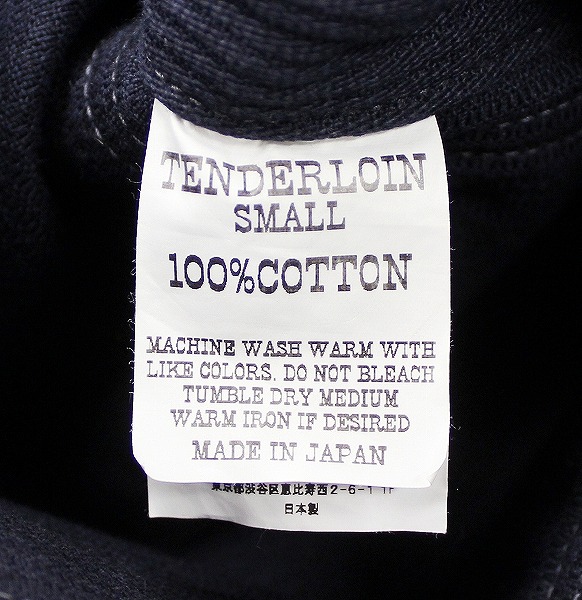 TENDERLOIN
SMALL
100%COTTON
MACHINE WASH WARM WITH
LIKE COLORS. DO NOT BLEACH
TUMBLE DRY MEDIUM
WARM IRON IF DESIRED
MADE IN JAPAN
東京都渋谷区恵比寿西2-6-1 1F
日本製